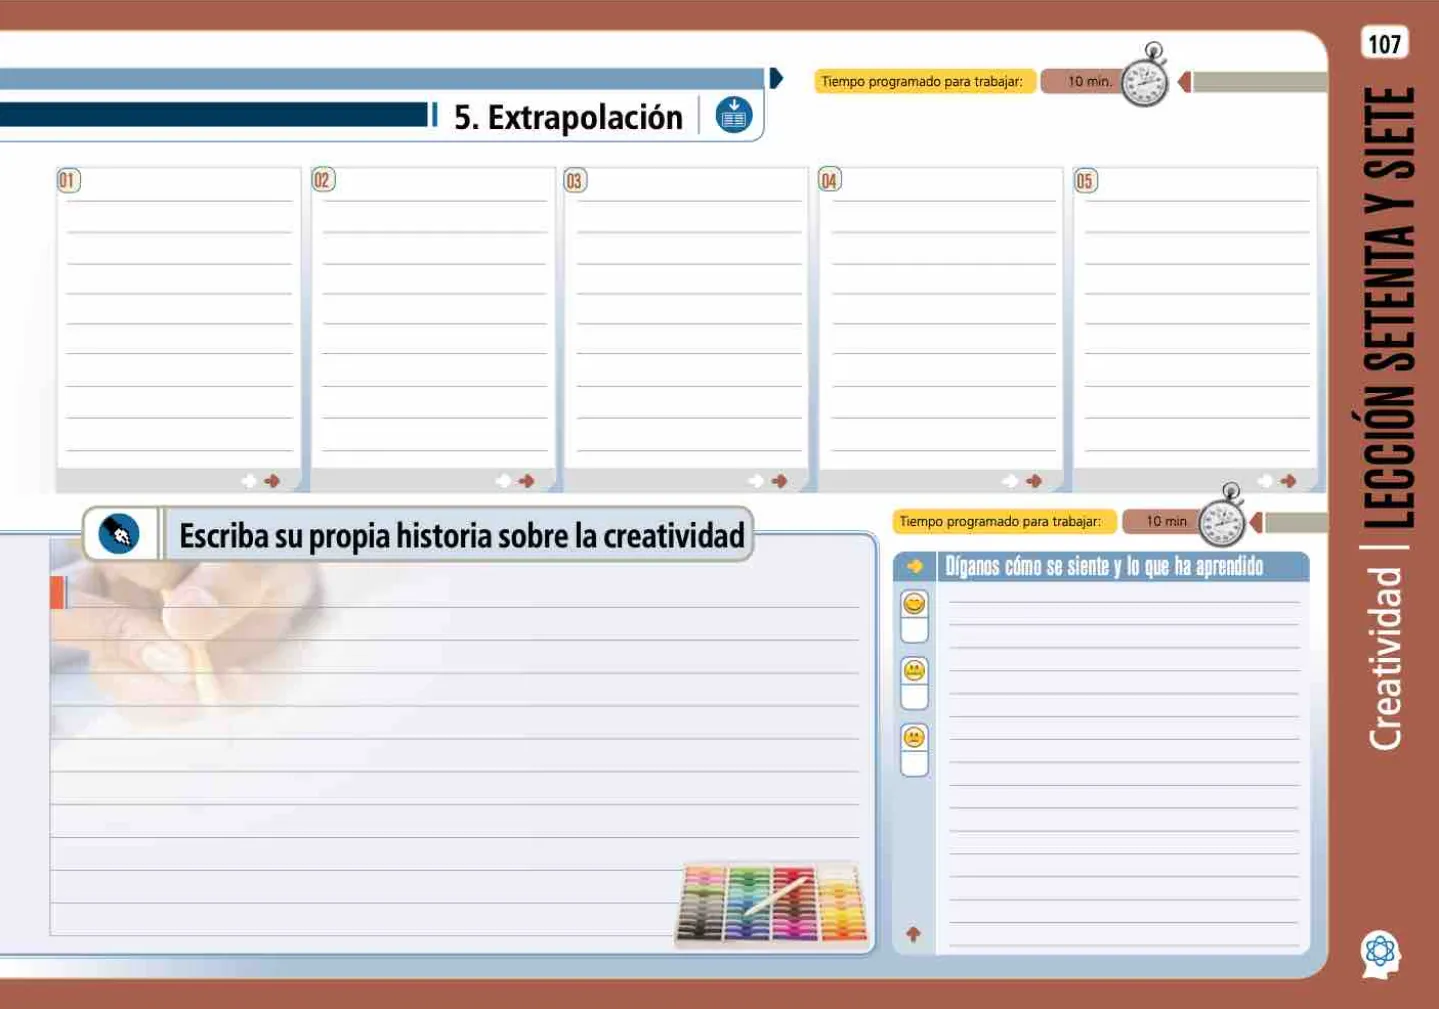 107
Tiempo programado para trabajar:
10 min.
5. Extrapolación
01
02
03
04
05
Escriba su propia historia sobre la creatividad
Tiempo programado para trabajar:
10 min
Díganos cómo se siente y lo que ha aprendido
Creatividad | LECCIÓN SETENTA Y SIETE